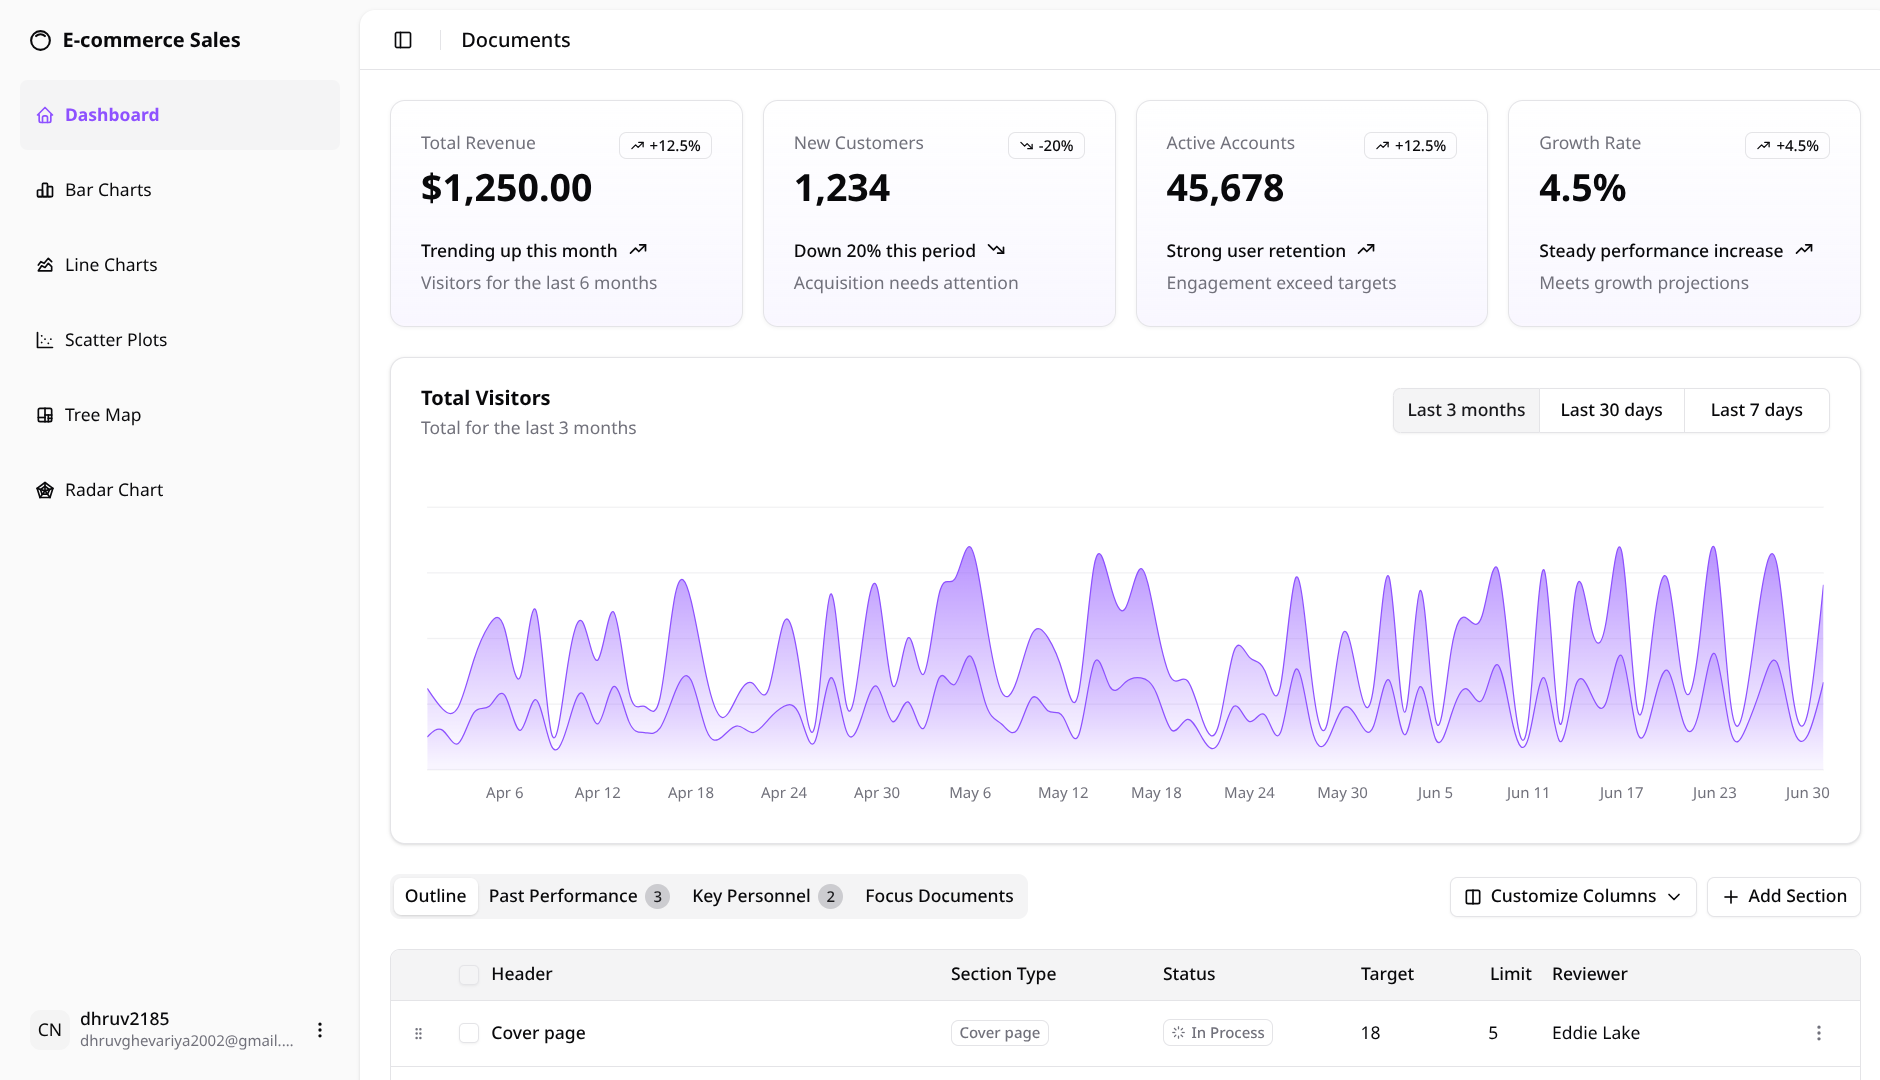 E-commerce Sales
Dashboard
Bar Charts
Line Charts
Scatter Plots
Tree Map
Radar Chart
CN
dhruv2185
dhruvghevariya2002@gmail....
Documents
Total Revenue
+12.5%
$1,250.00
Trending up this month
Visitors for the last 6 months
New Customers
-20%
1,234
Down 20% this period
Acquisition needs attention
Active Accounts
+12.5%
45,678
Strong user retention
Engagement exceed targets
Growth Rate
+4.5%
4.5%
Steady performance increase
Meets growth projections
Total Visitors
Total for the last 3 months
Last 3 months Last 30 days Last 7 days
Apr 6 Apr 12 Apr 18 Apr 24 Apr 30 May 6 May 12 May 18 May 24 May 30 Jun 5 Jun 11 Jun 17 Jun 23 Jun 30
Outline Past Performance 3 Key Personnel 2 Focus Documents
Customize Columns Add Section
Header Section Type Status Target Limit Reviewer
Cover page Cover page In Process 18 5 Eddie Lake